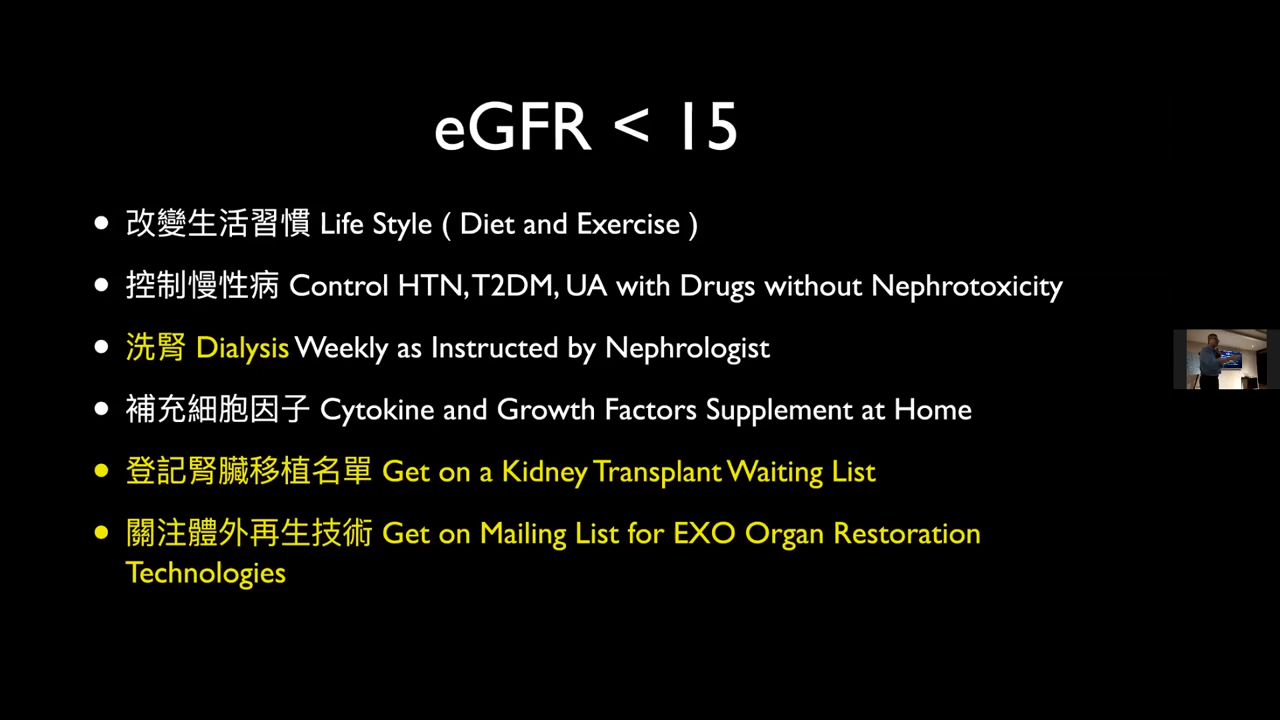 eGFR < 15
• 改變生活習慣 Life Style ( Diet and Exercise )
• 控制慢性病 Control HTN, T2DM, UA with Drugs without Nephrotoxicity
• 洗腎 Dialysis Weekly as Instructed by Nephrologist
• 補充細胞因子 Cytokine and Growth Factors Supplement at Home
• 登記腎臟移植名單 Get on a Kidney Transplant Waiting List
• 關注體外再生技術 Get on Mailing List for EXO Organ Restoration
Technologies